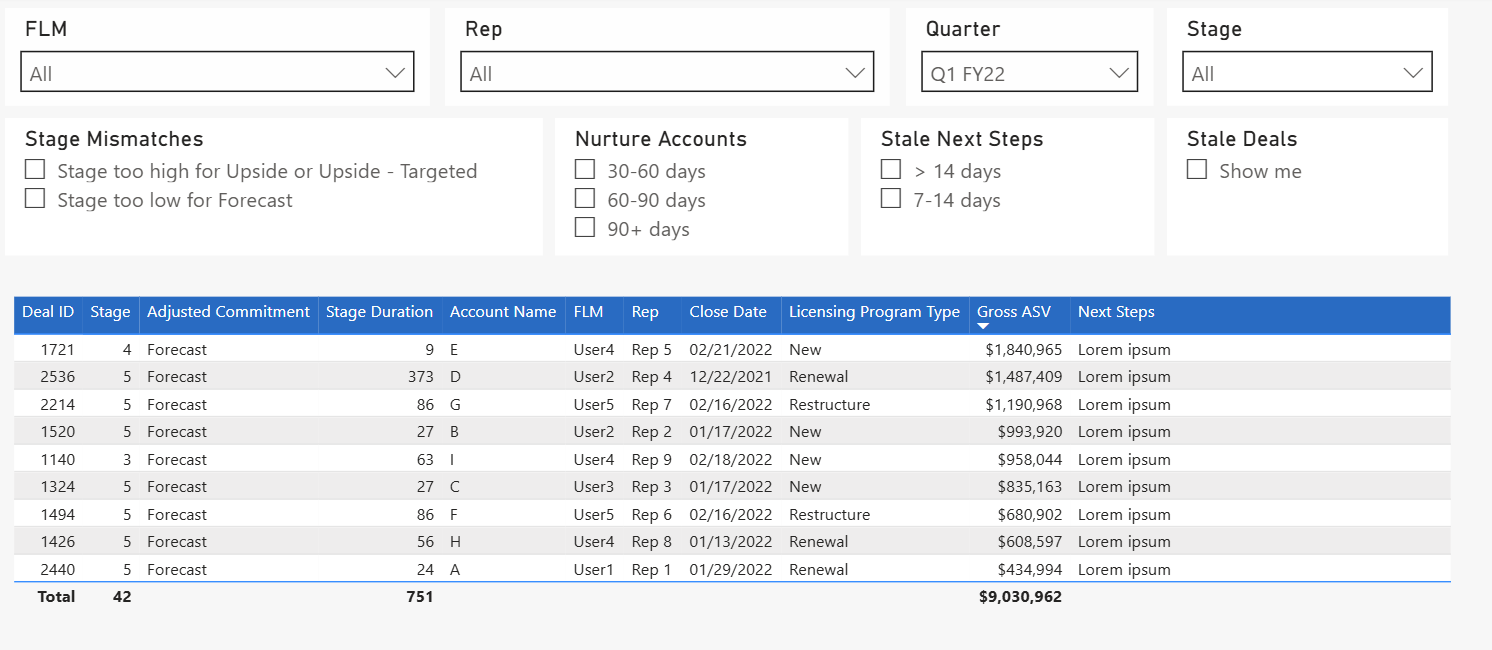 FLM Rep Quarter Stage
All All Q1 FY22 All
Stage Mismatches Nurture Accounts Stale Next Steps Stale Deals
Stage too high for Upside or Upside - Targeted 30-60 days > 14 days Show me
Stage too low for Forecast 60-90 days 7-14 days
90+ days
Deal ID Stage Adjusted Commitment Stage Duration Account Name FLM Rep Close Date Licensing Program Type Gross ASV Next Steps
1721 4 Forecast 9 E User4 Rep 5 02/21/2022 New $1,840,965 Lorem ipsum
2536 5 Forecast 373 D User2 Rep 4 12/22/2021 Renewal $1,487,409 Lorem ipsum
2214 5 Forecast 86 G User5 Rep 7 02/16/2022 Restructure $1,190,968 Lorem ipsum
1520 5 Forecast 27 B User2 Rep 2 01/17/2022 New $993,920 Lorem ipsum
1140 3 Forecast 63 I User4 Rep 9 02/18/2022 New $958,044 Lorem ipsum
1324 5 Forecast 27 C User3 Rep 3 01/17/2022 New $835,163 Lorem ipsum
1494 5 Forecast 86 F User5 Rep 6 02/16/2022 Restructure $680,902 Lorem ipsum
1426 5 Forecast 56 H User4 Rep 8 01/13/2022 Renewal $608,597 Lorem ipsum
2440 5 Forecast 24 A User1 Rep 1 01/29/2022 Renewal $434,994 Lorem ipsum
Total 42 751 $9,030,962